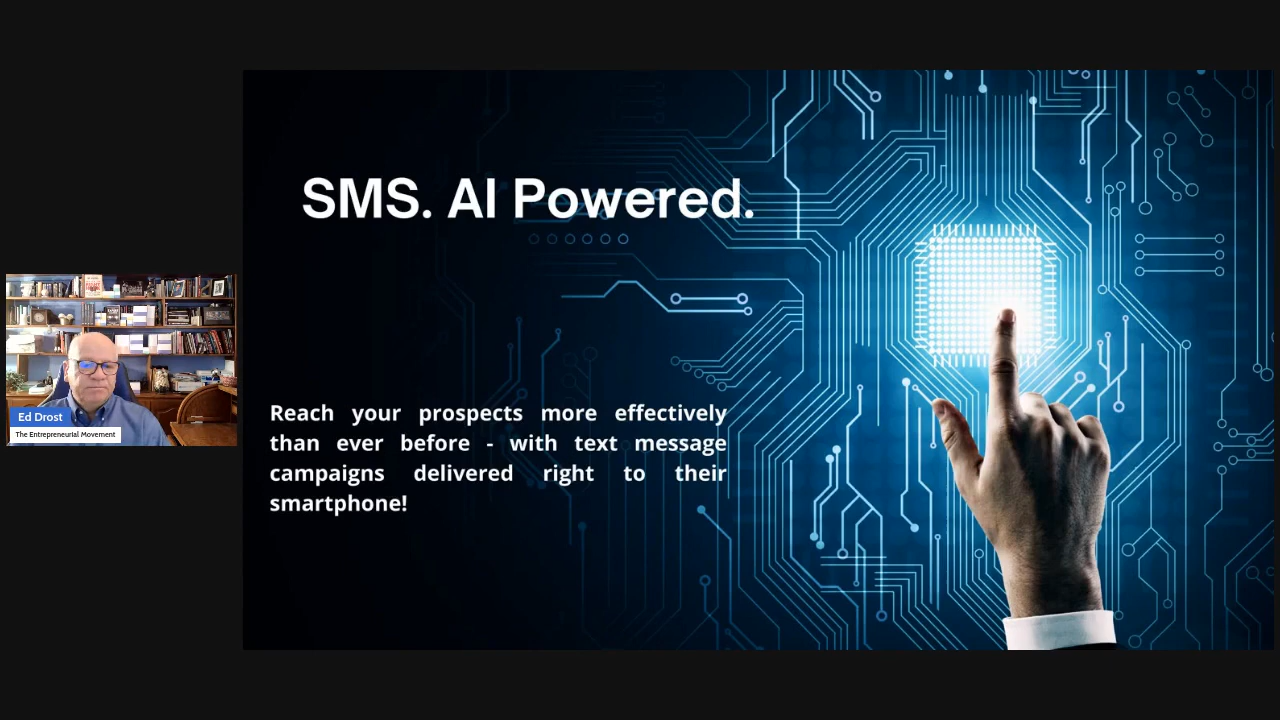 SMS. AI Powered.
Reach your prospects more effectively
than ever before - with text message
campaigns delivered right to their
smartphone!
Ed Drost
The Entrepreneurial Movement